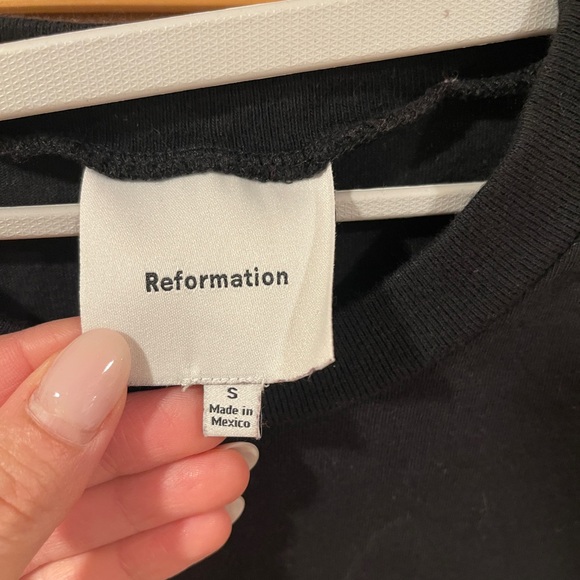 Reformation
S
Made in
Mexico